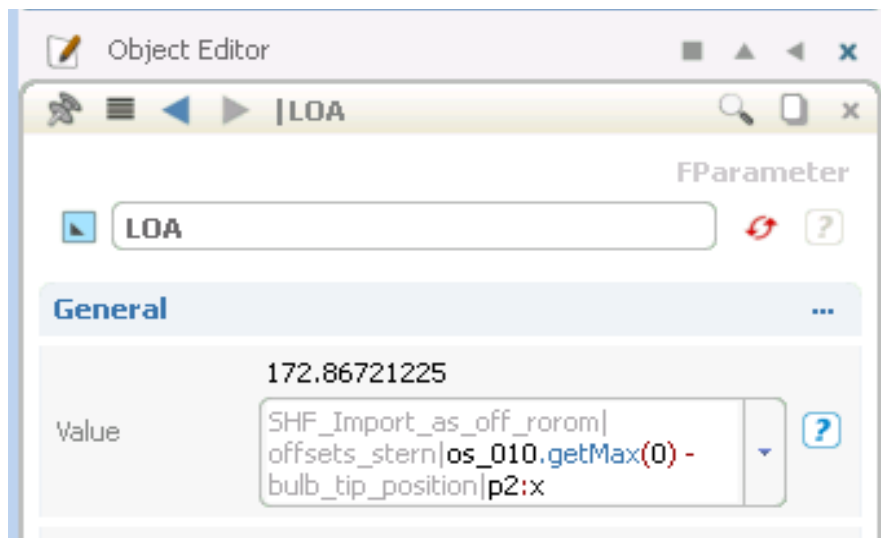 Object Editor
|LOA
FParameter
LOA
General
172.86721225
Value
SHF_Import_as_off_rorom|
offsets_stern|os_010.getMax(0) -
bulb_tip_position|p2:x